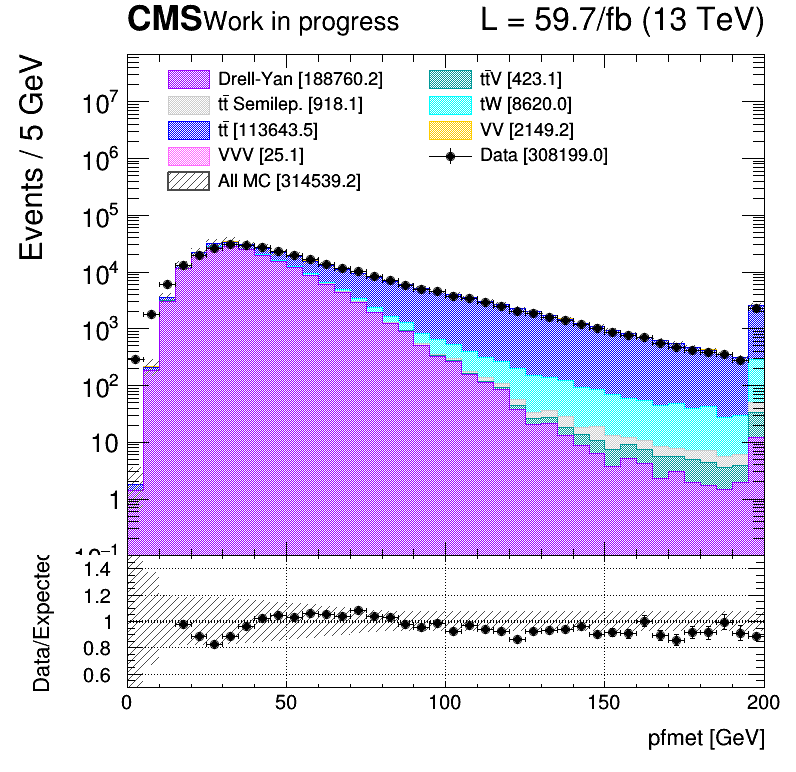 CMS Work in progress L = 59.7/fb (13 TeV)
Events / 5 GeV
Drell-Yan [188760.2]
tt̄ Semilep. [918.1]
tt̄ [113643.5]
VVV [25.1]
All MC [314539.2]
tt̄V [423.1]
tW [8620.0]
VV [2149.2]
Data [308199.0]
10⁷
10⁶
10⁵
10⁴
10³
10²
10
1
10⁻¹
Data/Expected
1.4
1.2
1
0.8
0.6
0 50 100 150 200
pfmet [GeV]